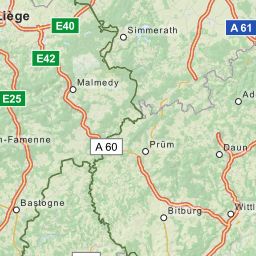 Liège
E40
Simmerath
A 61
E42
Malmedy
E25
Ad
n-Famenne
A 60
Prüm
Daun
Bastogne
Bitburg
Wittl